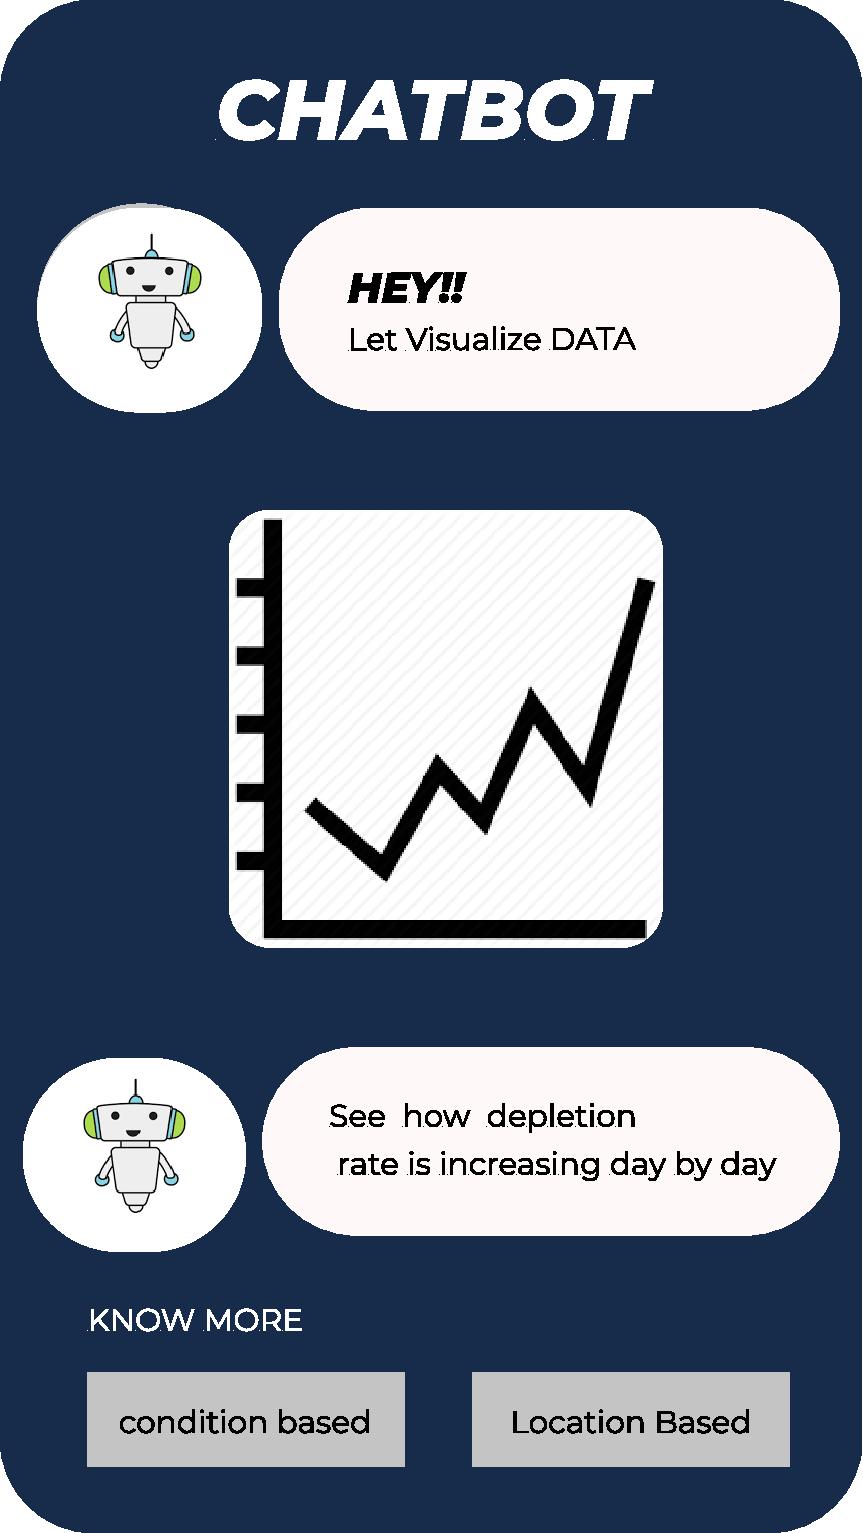 CHATBOT
HEY!!
Let Visualize DATA
See how depletion
rate is increasing day by day
KNOW MORE
condition based
Location Based